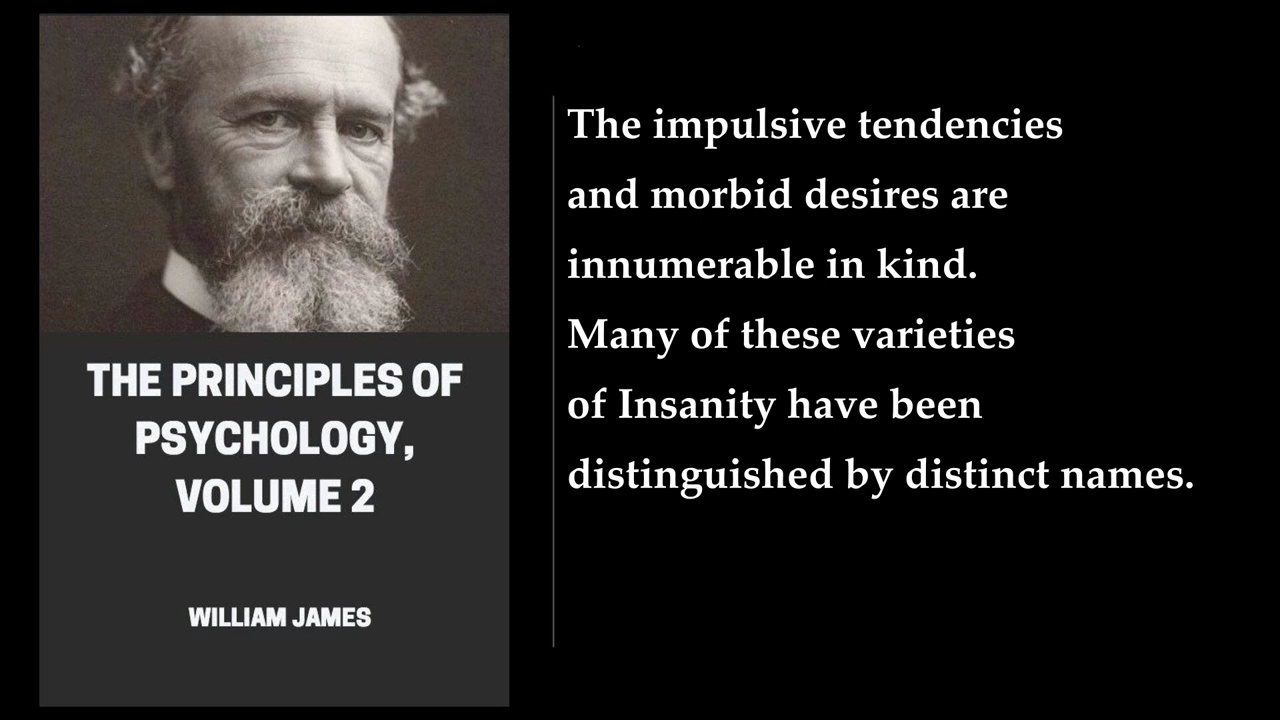 THE PRINCIPLES OF
PSYCHOLOGY,
VOLUME 2
WILLIAM JAMES
The impulsive tendencies
and morbid desires are
innumerable in kind.
Many of these varieties
of Insanity have been
distinguished by distinct names.